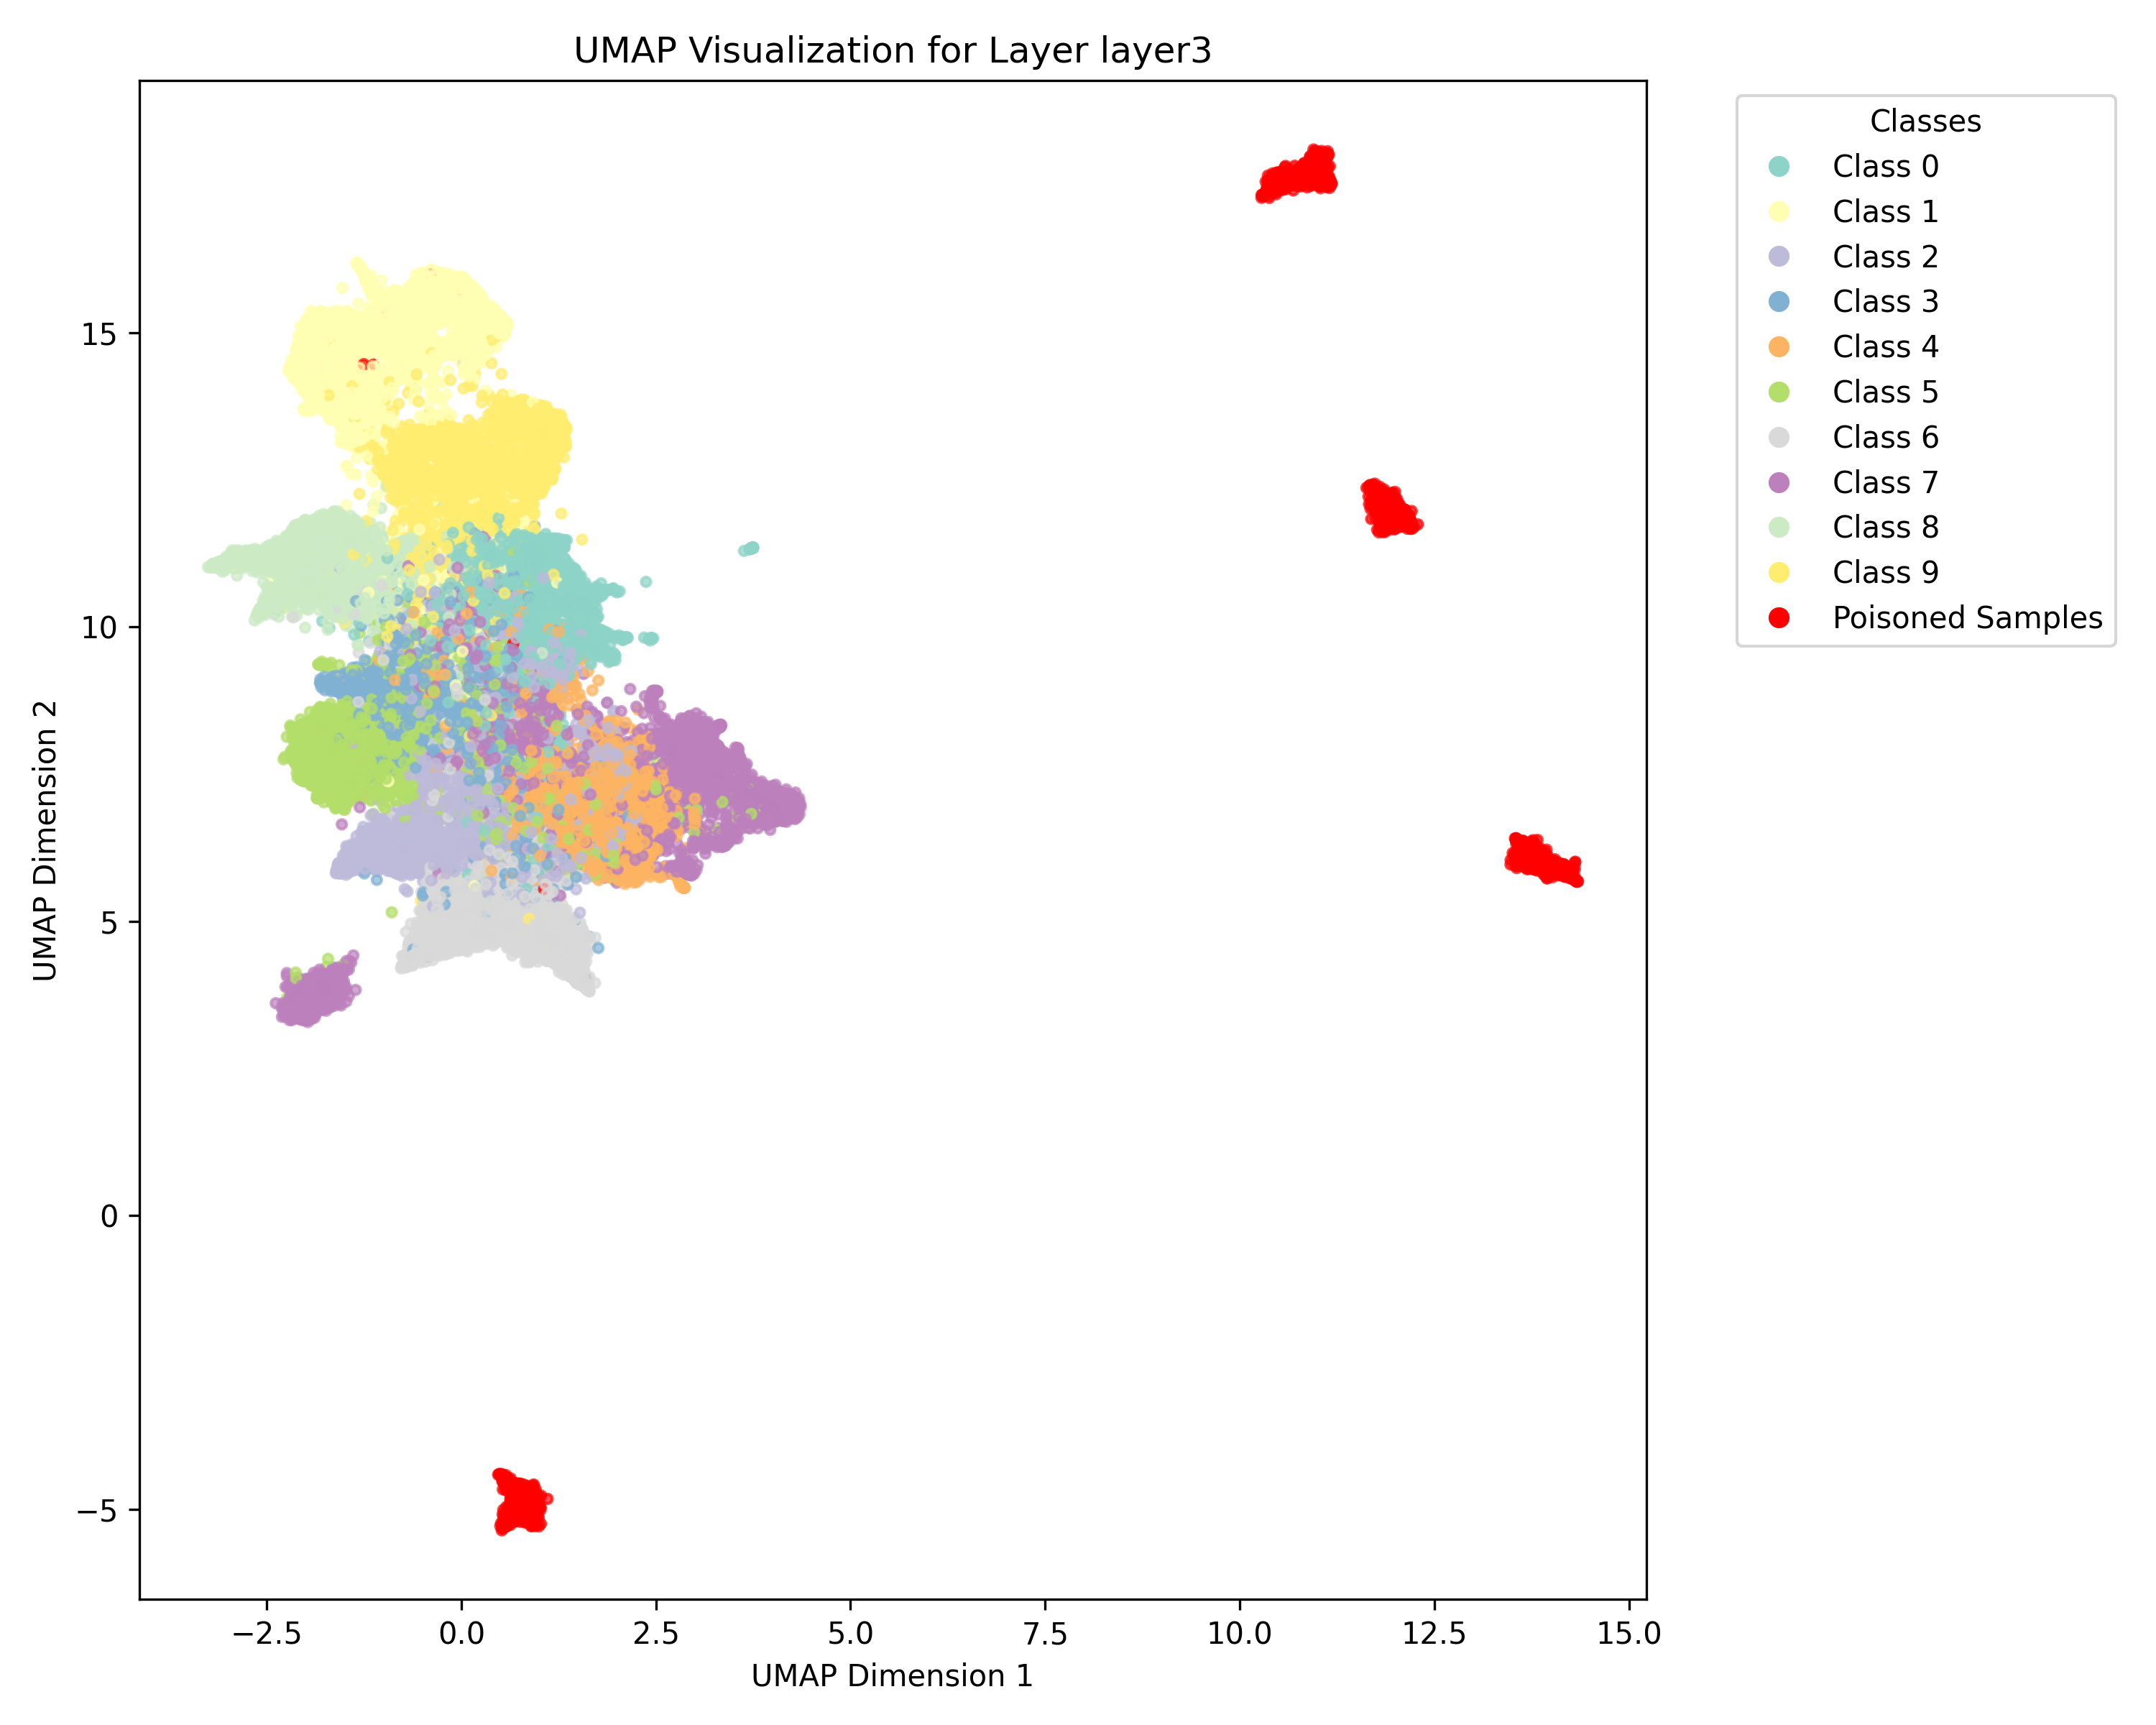 UMAP Visualization for Layer layer3
Classes
Class 0
Class 1
Class 2
Class 3
Class 4
Class 5
Class 6
Class 7
Class 8
Class 9
Poisoned Samples
UMAP Dimension 2
15
10
5
0
−5
−2.5 0.0 2.5 5.0 7.5 10.0 12.5 15.0
UMAP Dimension 1